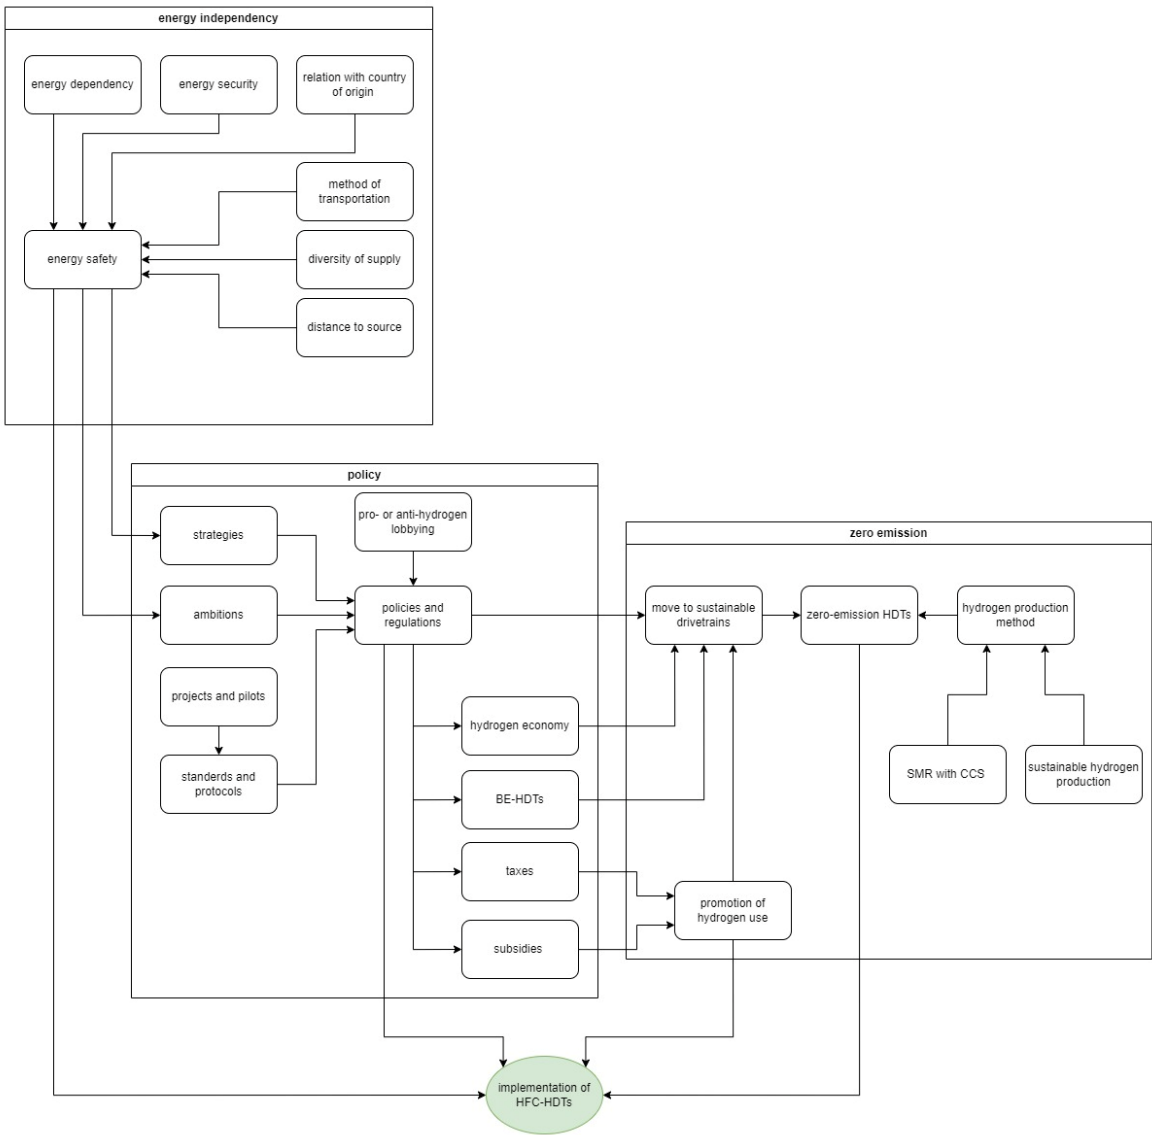 energy independency
energy dependency
energy security
relation with country
of origin
method of
transportation
energy safety
diversity of supply
distance to source
policy
pro- or anti-hydrogen
lobbying
strategies
ambitions
policies and
regulations
projects and pilots
standerds and
protocols
hydrogen economy
BE-HDTs
taxes
subsidies
zero emission
move to sustainable
drivetrains
zero-emission HDTs
hydrogen production
method
SMR with CCS
sustainable hydrogen
production
promotion of
hydrogen use
implementation of
HFC-HDTs